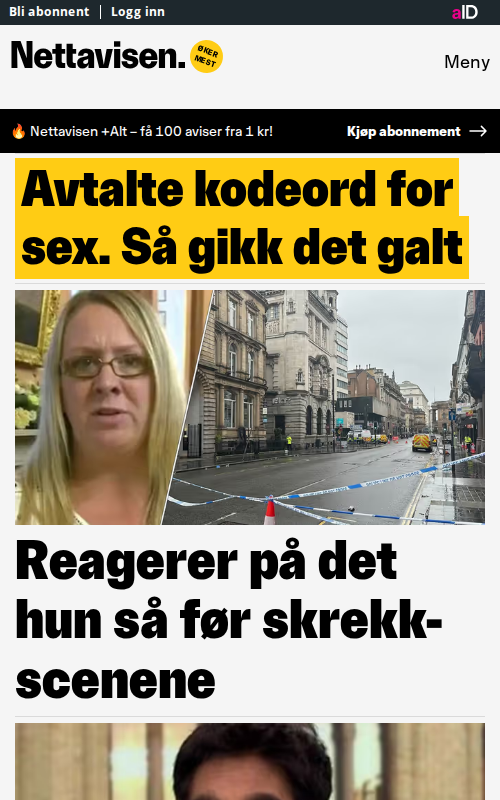 Bli abonnent | Logg inn
aID
Nettavisen.
ØKER
MEST
Meny
🔥 Nettavisen +Alt – få 100 aviser fra 1 kr!
Kjøp abonnement →
Avtalte kodeord for
sex. Så gikk det galt
Reagerer på det
hun så før skrekk-
scenene